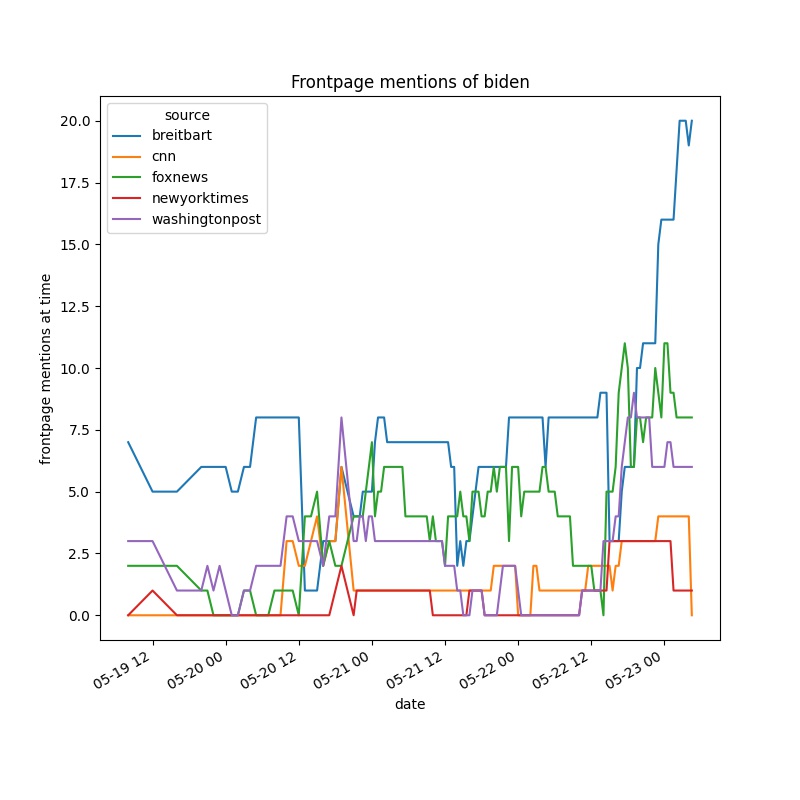 Frontpage mentions of biden
source
breitbart
cnn
foxnews
newyorktimes
washingtonpost
frontpage mentions at time
20.0
17.5
15.0
12.5
10.0
7.5
5.0
2.5
0.0
05-19 12
05-20 00
05-20 12
05-21 00
05-21 12
05-22 00
05-22 12
05-23 00
date